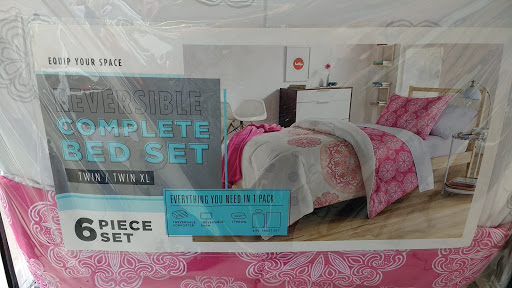 EQUIP YOUR SPACE
REVERSIBLE
COMPLETE
BED SET
TWIN / TWIN XL
EVERYTHING YOU NEED IN 1 PACK
6 PIECE
SET